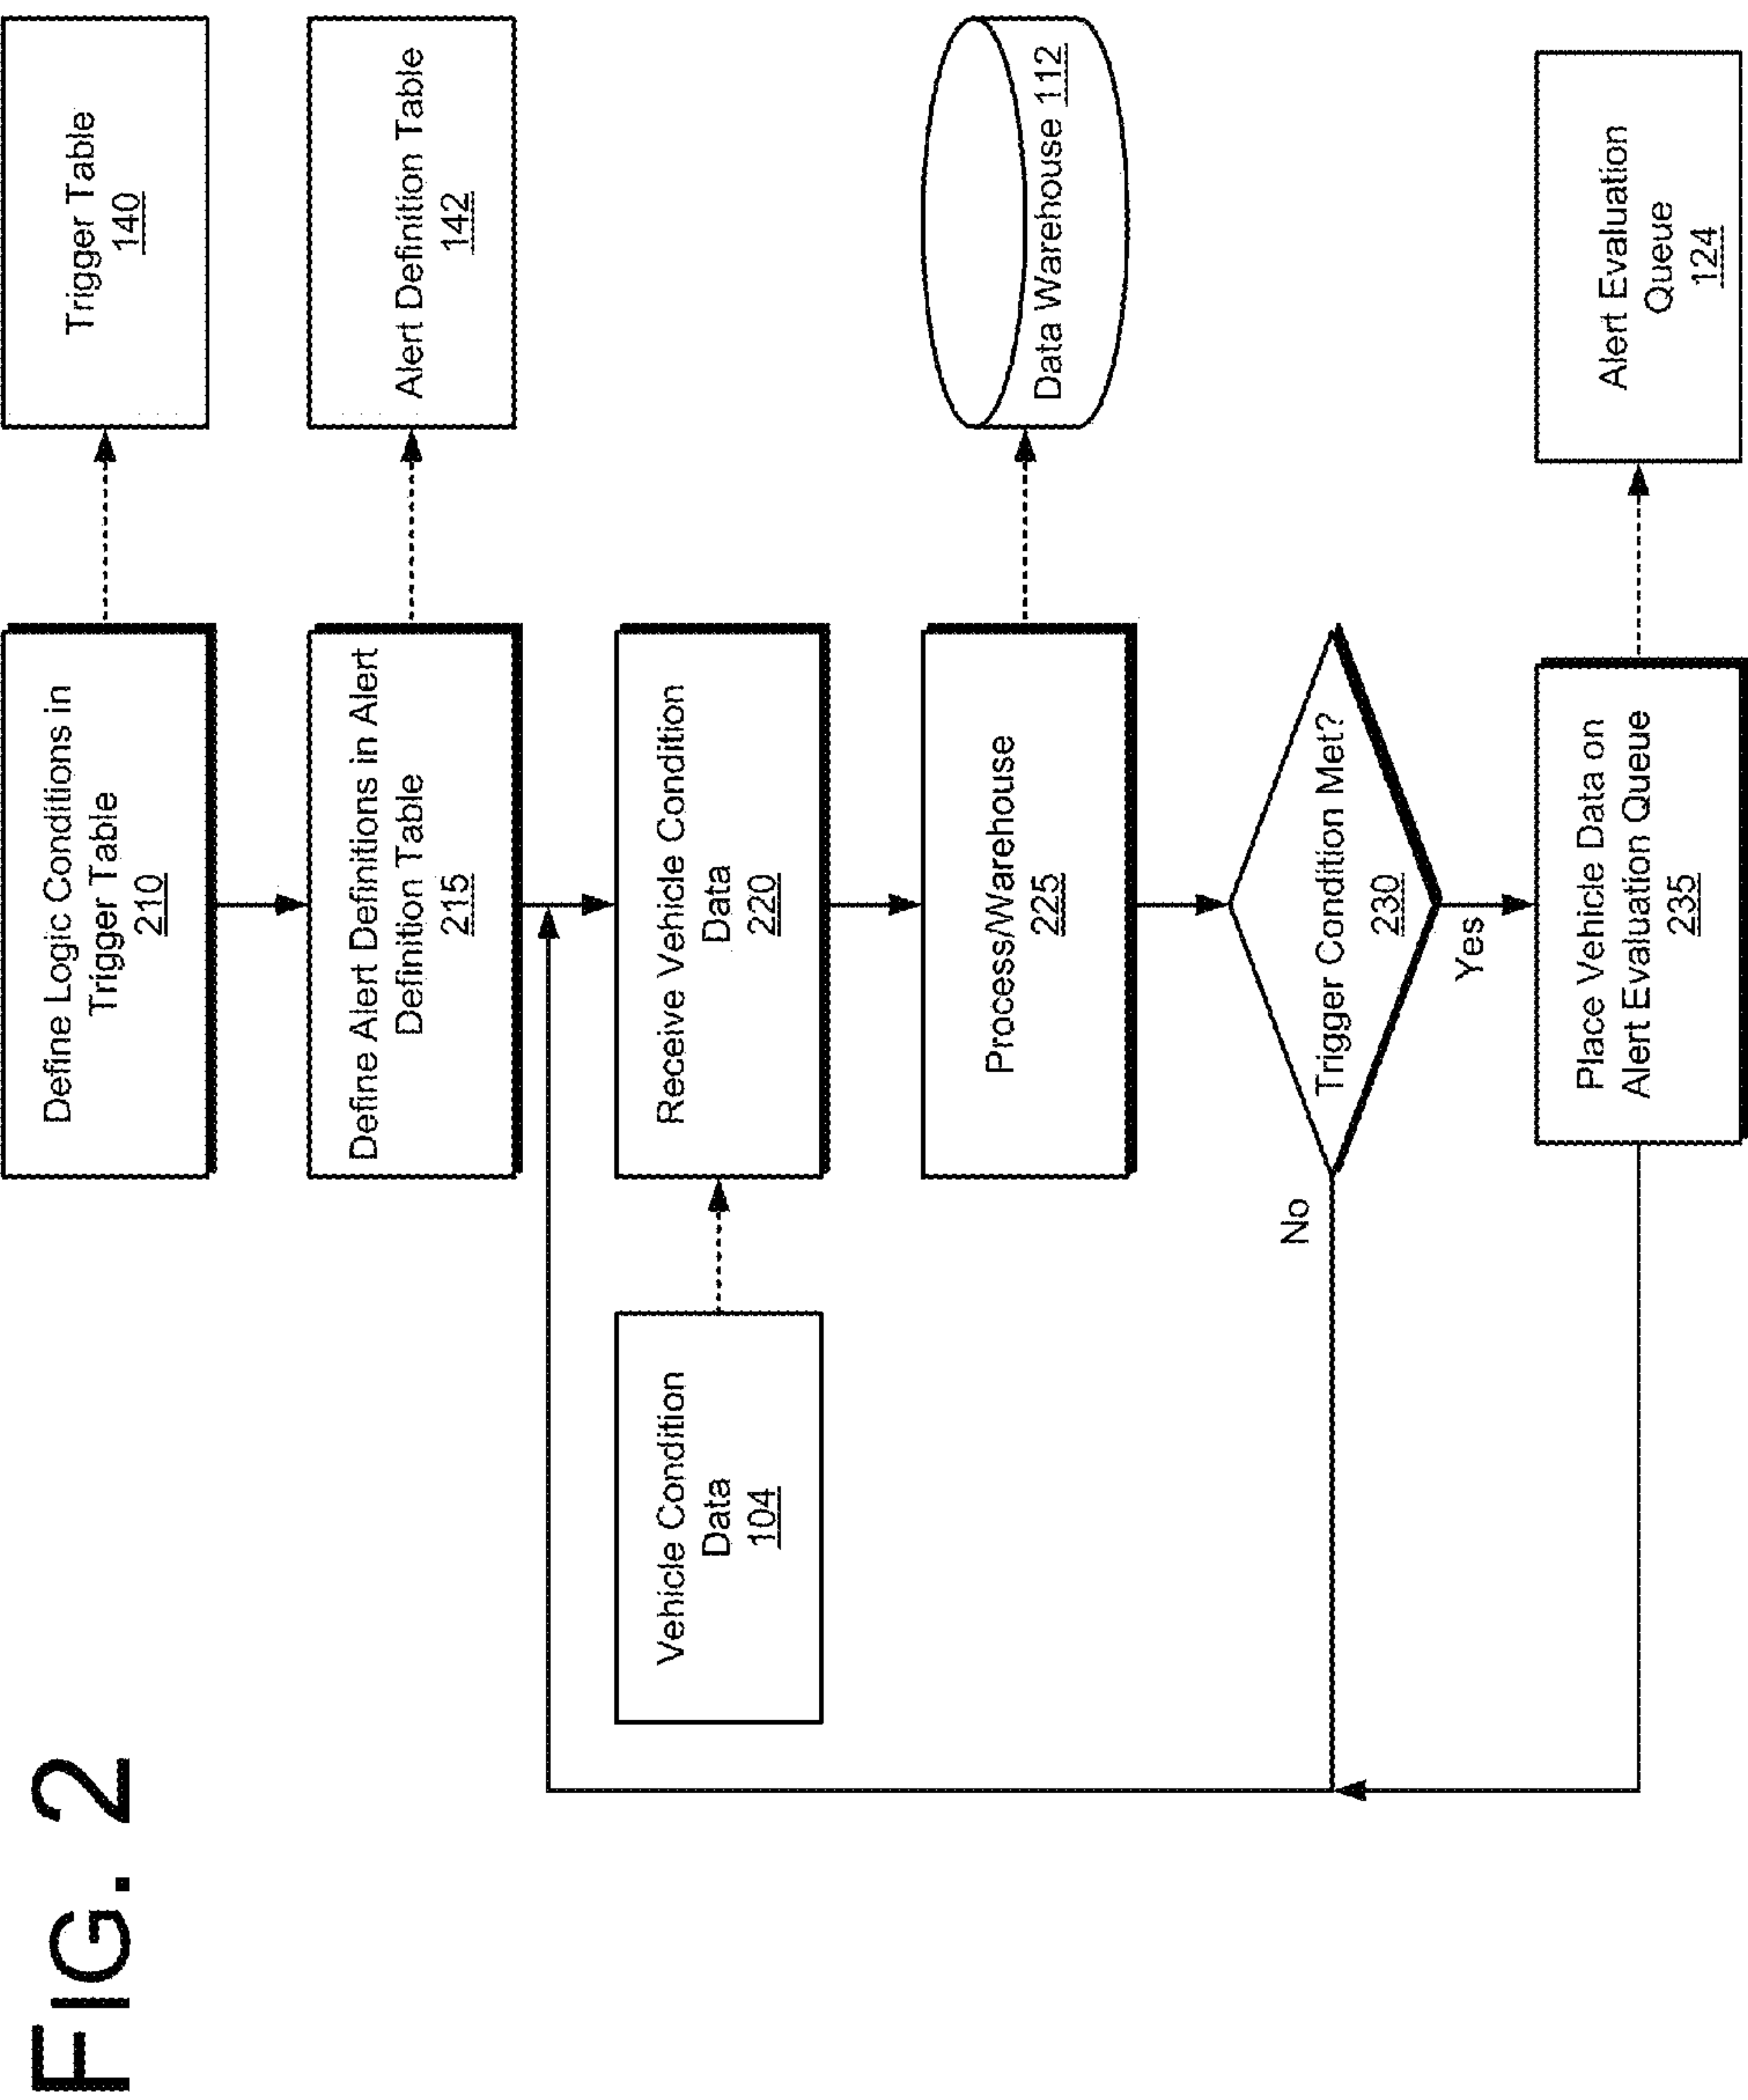 FIG. 2
Define Logic Conditions in
Trigger Table
210
Trigger Table
140
Define Alert Definitions in Alert
Definition Table
215
Alert Definition Table
142
Vehicle Condition
Data
104
Receive Vehicle Condition
Data
220
Process/Warehouse
225
Data Warehouse 112
Trigger Condition Met?
230
No
Yes
Place Vehicle Data on
Alert Evaluation Queue
235
Alert Evaluation
Queue
124